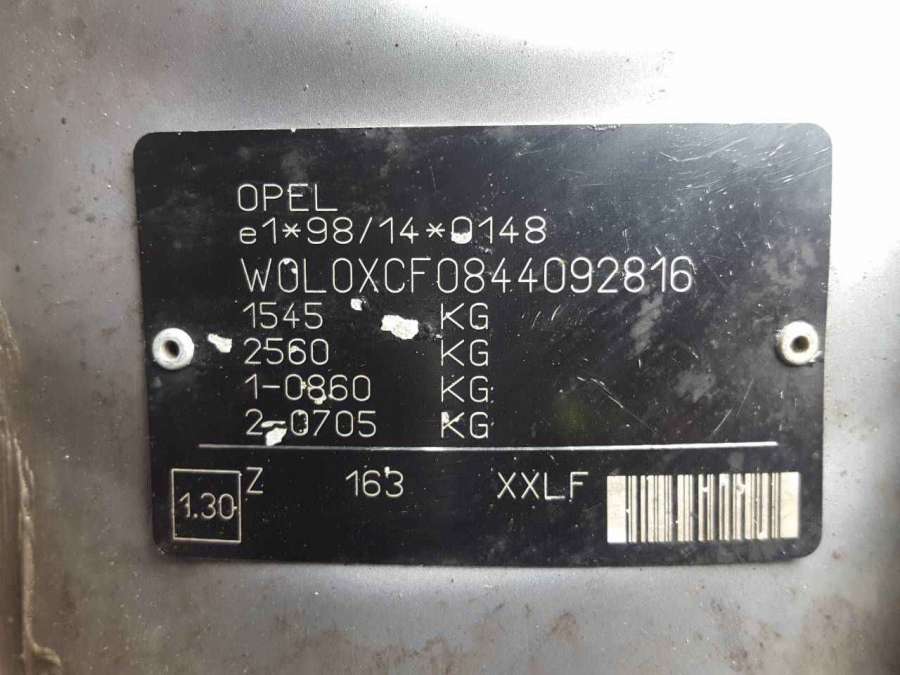 OPEL
e1*98/14*0148
W0L0XCF0844092816
1545 KG
2560 KG
1-0860 KG
2-0705 KG
1.30 Z 163 XXLF